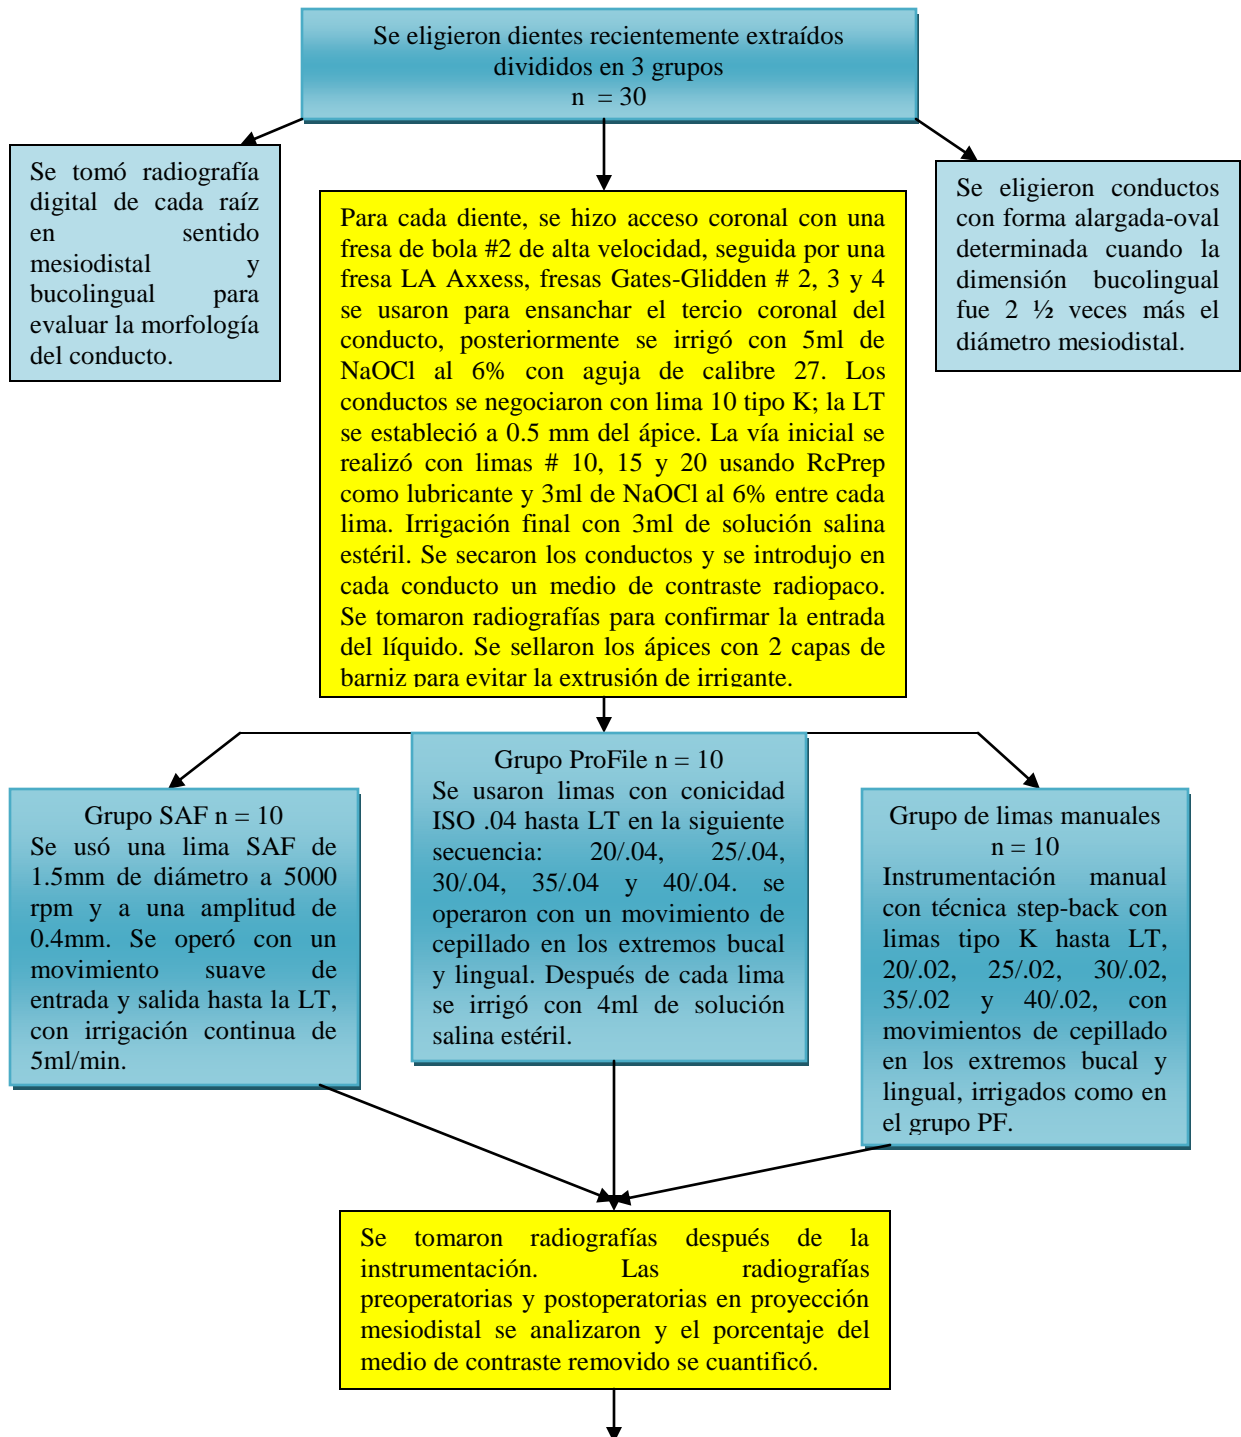 Se eligieron dientes recientemente extraídos
divididos en 3 grupos
n = 30
Se tomó radiografía
digital de cada raíz
en sentido
mesiodistal y
bucolingual para
evaluar la morfología
del conducto.
Para cada diente, se hizo acceso coronal con una
fresa de bola #2 de alta velocidad, seguida por una
fresa LA Axxess, fresas Gates-Glidden # 2, 3 y 4
se usaron para ensanchar el tercio coronal del
conducto, posteriormente se irrigó con 5ml de
NaOCl al 6% con aguja de calibre 27. Los
conductos se negociaron con lima 10 tipo K; la LT
se estableció a 0.5 mm del ápice. La vía inicial se
realizó con limas # 10, 15 y 20 usando RcPrep
como lubricante y 3ml de NaOCl al 6% entre cada
lima. Irrigación final con 3ml de solución salina
estéril. Se secaron los conductos y se introdujo en
cada conducto un medio de contraste radiopaco.
Se tomaron radiografías para confirmar la entrada
del líquido. Se sellaron los ápices con 2 capas de
barniz para evitar la extrusión de irrigante.
Se eligieron conductos
con forma alargada-oval
determinada cuando la
dimensión bucolingual
fue 2 ½ veces más el
diámetro mesiodistal.
Grupo SAF n = 10
Se usó una lima SAF de
1.5mm de diámetro a 5000
rpm y a una amplitud de
0.4mm. Se operó con un
movimiento suave de
entrada y salida hasta la LT,
con irrigación continua de
5ml/min.
Grupo ProFile n = 10
Se usaron limas con conicidad
ISO .04 hasta LT en la siguiente
secuencia: 20/.04, 25/.04,
30/.04, 35/.04 y 40/.04. se
operaron con un movimiento de
cepillado en los extremos bucal
y lingual. Después de cada lima
se irrigó con 4ml de solución
salina estéril.
Grupo de limas manuales
n = 10
Instrumentación manual
con técnica step-back con
limas tipo K hasta LT,
20/.02, 25/.02, 30/.02,
35/.02 y 40/.02, con
movimientos de cepillado
en los extremos bucal y
lingual, irrigados como en
el grupo PF.
Se tomaron radiografías después de la
instrumentación. Las radiografías
preoperatorias y postoperatorias en proyección
mesiodistal se analizaron y el porcentaje del
medio de contraste removido se cuantificó.